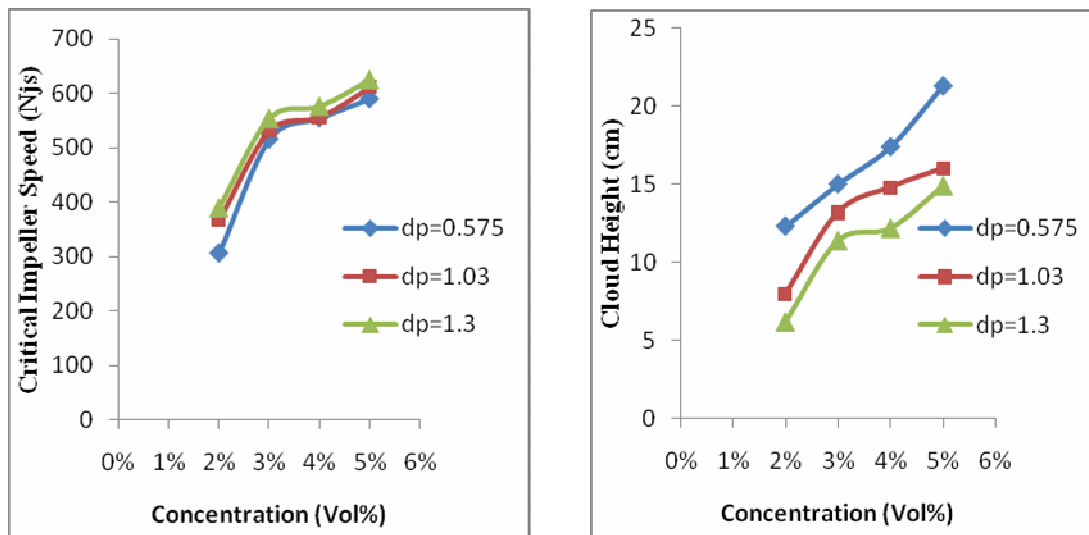 700
600
500
400
300
200
100
0
Critical Impeller Speed (Njs)
dp=0.575
dp=1.03
dp=1.3
0% 1% 2% 3% 4% 5% 6%
Concentration (Vol%)
25
20
15
10
5
0
Cloud Height (cm)
dp=0.575
dp=1.03
dp=1.3
0% 1% 2% 3% 4% 5% 6%
Concentration (Vol%)